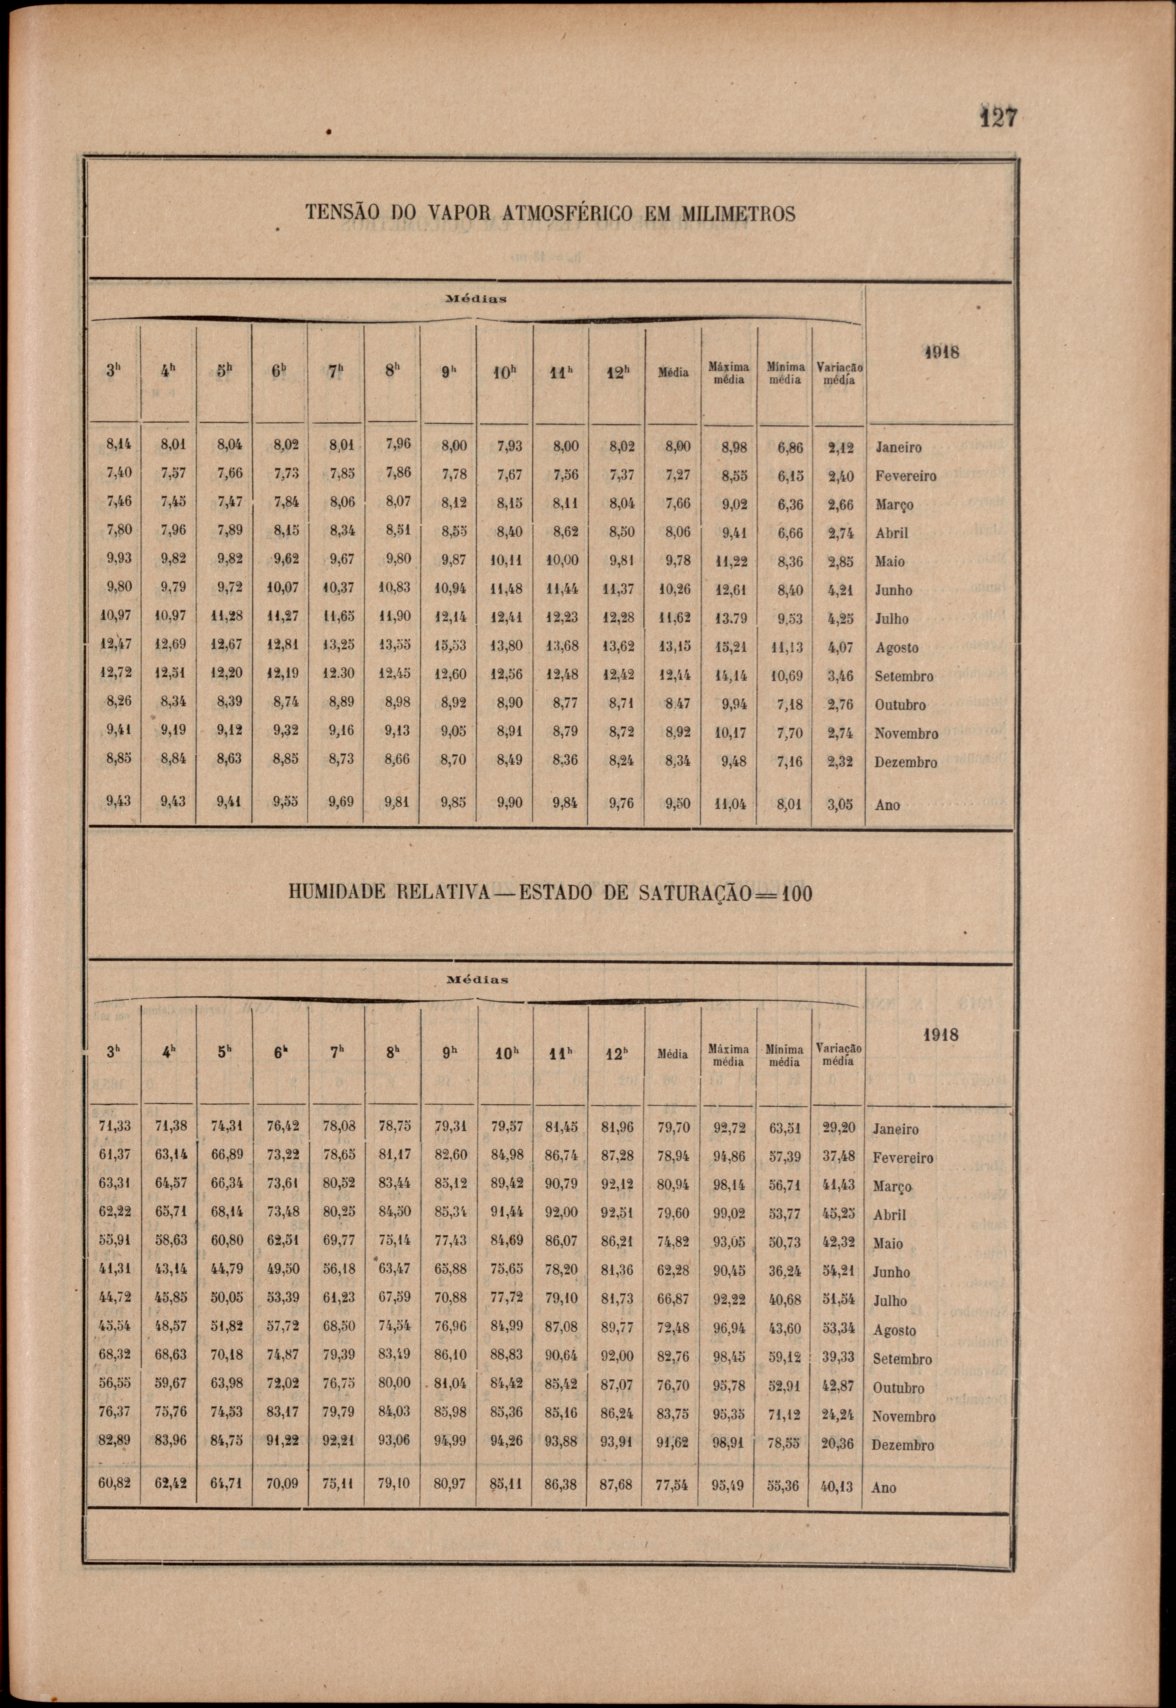 127
TENSÃO DO VAPOR ATMOSFÉRICO EM MILIMETROS
Médias
3h 4h 5h 6h 7h 8h 9h 10h 11h 12h Média Máxima média Mínima média Variação média 1918
8,14 8,01 8,04 8,02 8,01 7,96 8,00 7,93 8,00 8,02 8,00 8,98 6,86 2,12 Janeiro
7,40 7,57 7,66 7,73 7,85 7,86 7,78 7,67 7,56 7,37 7,27 8,55 6,15 2,40 Fevereiro
7,46 7,45 7,47 7,84 8,06 8,07 8,12 8,15 8,11 8,04 7,66 9,02 6,36 2,66 Março
7,80 7,96 7,89 8,15 8,34 8,51 8,55 8,40 8,62 8,50 8,06 9,41 6,66 2,74 Abril
9,93 9,82 9,82 9,62 9,67 9,80 9,87 10,11 10,00 9,81 9,78 11,22 8,36 2,85 Maio
9,80 9,79 9,72 10,07 10,37 10,83 10,94 11,48 11,44 11,37 10,26 12,61 8,40 4,21 Junho
10,97 10,97 11,28 11,27 11,65 11,90 12,14 12,41 12,23 12,28 11,62 13.79 9,53 4,25 Julho
12,47 12,69 12,67 12,81 13,25 13,55 15,53 13,80 13,68 13,62 13,15 15,21 11,13 4,07 Agosto
12,72 12,51 12,20 12,19 12.30 12,45 12,60 12,56 12,48 12,42 12,44 14,14 10,69 3,46 Setembro
8,26 8,34 8,39 8,74 8,89 8,98 8,92 8,90 8,77 8,71 8.47 9,94 7,18 2,76 Outubro
9,41 9,19 9,12 9,32 9,16 9,13 9,05 8,91 8,79 8,72 8,92 10,17 7,70 2,74 Novembro
8,85 8,84 8,63 8,85 8,73 8,66 8,70 8,49 8,36 8,24 8,34 9,48 7,16 2,32 Dezembro
9,43 9,43 9,41 9,55 9,69 9,81 9,85 9,90 9,84 9,76 9,50 11,04 8,01 3,05 Ano
HUMIDADE RELATIVA—ESTADO DE SATURAÇÃO=100
Médias
3h 4h 5h 6h 7h 8h 9h 10h 11h 12h Média Máxima média Mínima média Variação média 1918
71,33 71,38 74,31 76,42 78,08 78,75 79,31 79,57 81,45 81,96 79,70 92,72 63,51 29,20 Janeiro
61,37 63,14 66,89 73,22 78,65 81,17 82,60 84,98 86,74 87,28 78,94 94,86 57,39 37,48 Fevereiro
63,31 64,57 66,34 73,61 80,52 83,44 85,12 89,42 90,79 92,12 80,94 98,14 56,71 41,43 Março
62,22 65,71 68,14 73,48 80,25 84,50 85,34 91,44 92,00 92,51 79,60 99,02 53,77 45,25 Abril
55,91 58,63 60,80 62,51 69,77 75,14 77,43 84,69 86,07 86,21 74,82 93,05 50,73 42,32 Maio
41,31 43,14 44,79 49,50 56,18 63,47 65,88 75,65 78,20 81,36 62,28 90,45 36,24 54,21 Junho
44,72 45,85 50,05 53,39 61,23 67,59 70,88 77,72 79,10 81,73 66,87 92,22 40,68 51,54 Julho
45,54 48,57 51,82 57,72 68,50 74,54 76,96 84,99 87,08 89,77 72,48 96,94 43,60 53,34 Agosto
68,32 68,63 70,18 74,87 79,39 83,49 86,10 88,83 90,64 92,00 82,76 98,45 59,12 39,33 Setembro
56,55 59,67 63,98 72,02 76,75 80,00 81,04 84,42 85,42 87,07 76,70 95,78 52,91 42,87 Outubro
76,37 75,76 74,53 83,17 79,79 84,03 85,98 85,36 85,16 86,24 83,75 95,35 71,12 24,24 Novembro
82,89 83,96 84,75 91,22 92,21 93,06 94,99 94,26 93,88 93,91 91,62 98,91 78,55 20,36 Dezembro
60,82 62,42 64,71 70,09 75,11 79,10 80,97 85,11 86,38 87,68 77,54 95,49 55,36 40,13 Ano